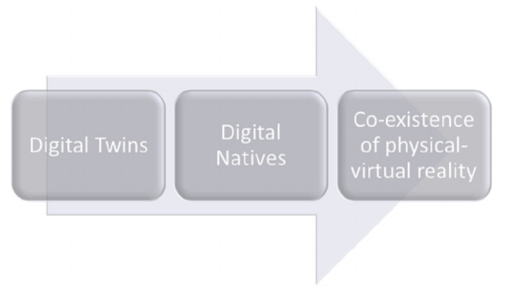 Digital Twins
Digital
Natives
Co-existence
of physical-
virtual reality